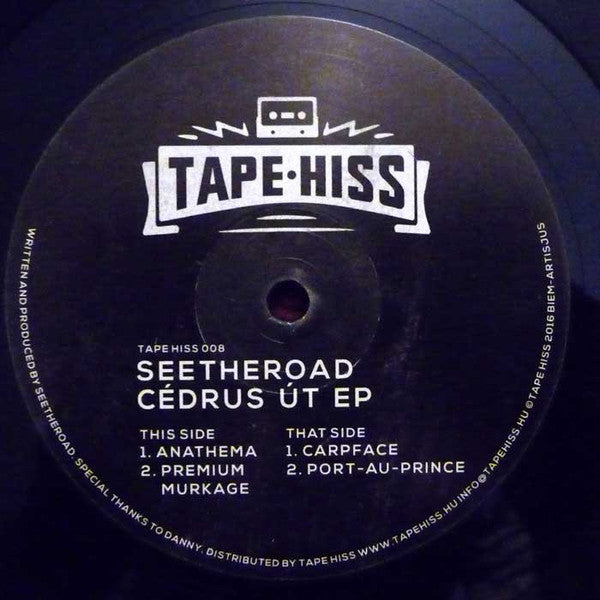 TAPE·HISS
TAPE HISS 008
SEETHEROAD
CÉDRUS ÚT EP
THIS SIDE
1. ANATHEMA
2. PREMIUM
MURKAGE
THAT SIDE
1. CARPFACE
2. PORT-AU-PRINCE
WRITTEN AND PRODUCED BY SEETHEROAD. SPECIAL THANKS TO DANNY. DISTRIBUTED BY TAPE HISS WWW.TAPEHISS.HU INFO@TAPEHISS.HU ©TAPE HISS 2016 BIEM-ARTISJUS